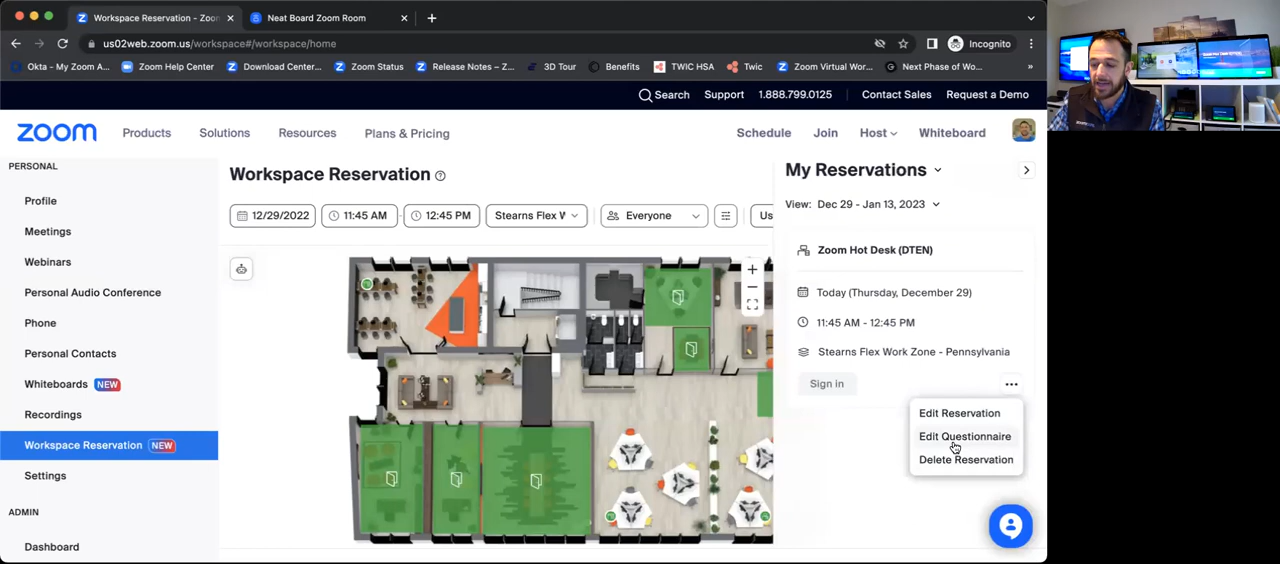 Workspace Reservation - Zoom
Neat Board Zoom Room
us02web.zoom.us/workspace#/workspace/home
Incognito
Okta - My Zoom A...
Zoom Help Center
Download Center...
Zoom Status
Release Notes -
3D Tour
Benefits
TWIC HSA
Twic
Zoom Virtual Wor...
Next Phase of Wo...
Search
Support
1.888.799.0125
Contact Sales
Request a Demo
zoom
Products
Solutions
Resources
Plans & Pricing
Schedule
Join
Host
Whiteboard
PERSONAL
Profile
Meetings
Webinars
Personal Audio Conference
Phone
Personal Contacts
Whiteboards NEW
Recordings
Workspace Reservation NEW
Settings
ADMIN
Dashboard
Workspace Reservation
12/29/2022
11:45 AM - 12:45 PM
Stearns Flex W
Everyone
Us
My Reservations
View: Dec 29 - Jan 13, 2023
Zoom Hot Desk (DTEN)
Today (Thursday, December 29)
11:45 AM - 12:45 PM
Stearns Flex Work Zone - Pennsylvania
Sign in
Edit Reservation
Edit Questionnaire
Delete Reservation